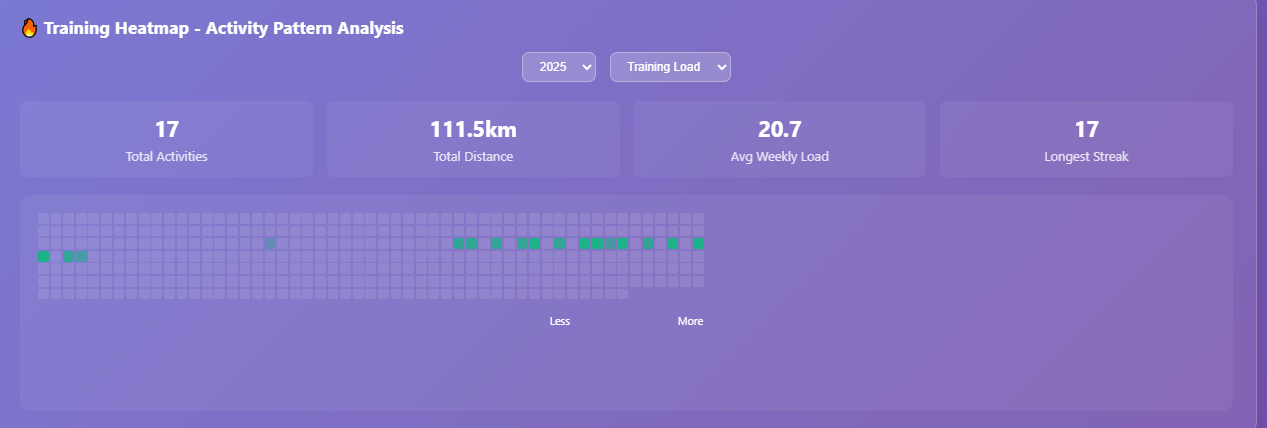 🔥 Training Heatmap - Activity Pattern Analysis
2025 Training Load
17
Total Activities
111.5km
Total Distance
20.7
Avg Weekly Load
17
Longest Streak
Less More